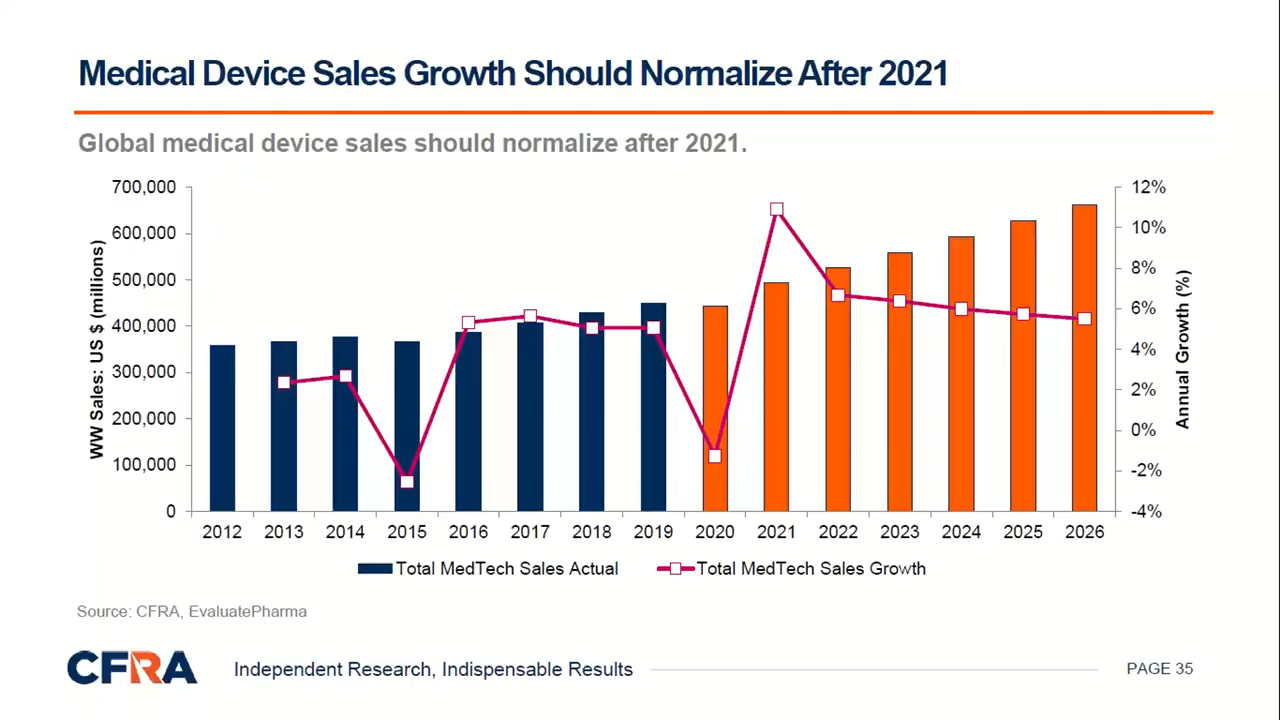 Medical Device Sales Growth Should Normalize After 2021
Global medical device sales should normalize after 2021.
700,000
600,000
500,000
400,000
300,000
200,000
100,000
0
WW Sales: US $ (millions)
12%
10%
8%
6%
4%
2%
0%
-2%
-4%
Annual Growth (%)
2012 2013 2014 2015 2016 2017 2018 2019 2020 2021 2022 2023 2024 2025 2026
Total MedTech Sales Actual Total MedTech Sales Growth
Source: CFRA, EvaluatePharma
CFRA Independent Research, Indispensable Results PAGE 35